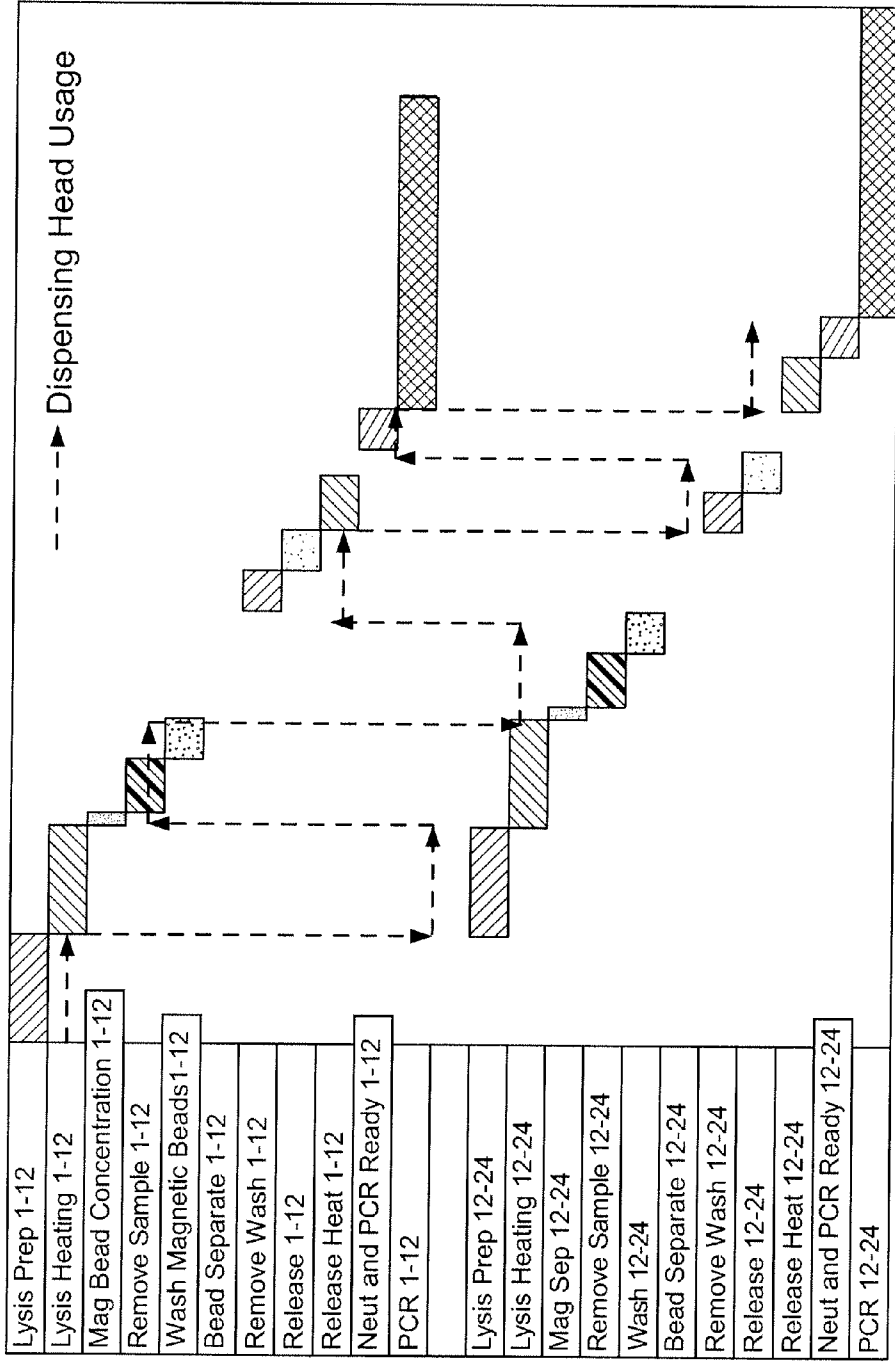 Dispensing Head Usage
Lysis Prep 1-12
Lysis Heating 1-12
Mag Bead Concentration 1-12
Remove Sample 1-12
Wash Magnetic Beads1-12
Bead Separate 1-12
Remove Wash 1-12
Release 1-12
Release Heat 1-12
Neut and PCR Ready 1-12
PCR 1-12
Lysis Prep 12-24
Lysis Heating 12-24
Mag Sep 12-24
Remove Sample 12-24
Wash 12-24
Bead Separate 12-24
Remove Wash 12-24
Release 12-24
Release Heat 12-24
Neut and PCR Ready 12-24
PCR 12-24